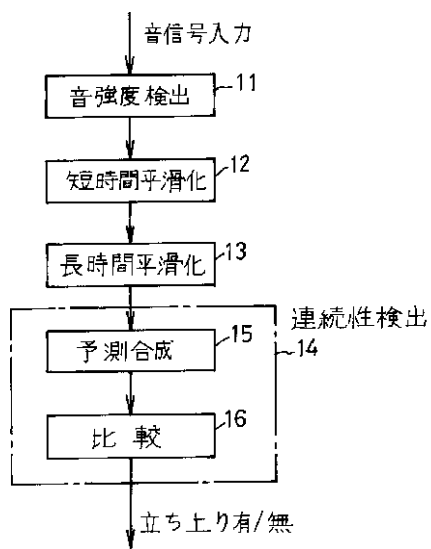 音信号入力
音強度検出
11
短時間平滑化
12
長時間平滑化
13
連続性検出
14
予測合成
15
比較
16
立ち上り有/無